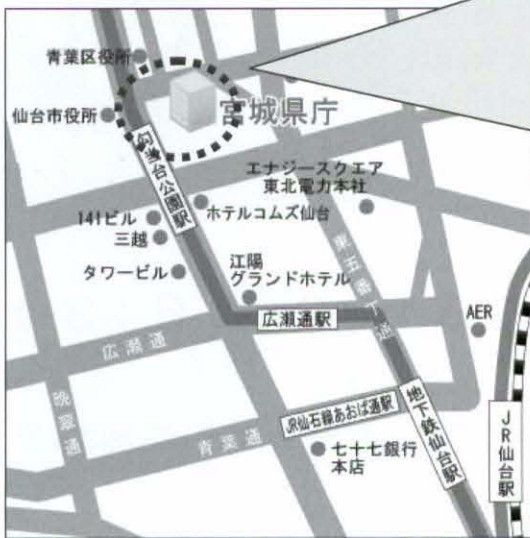 青葉区役所
仙台市役所
宮城県庁
勾当台公園駅
エナジースクエア
東北電力本社
141ビル
ホテルコムズ仙台
三越
タワービル
江陽
グランドホテル
東五番丁通
広瀬通駅
広瀬通
AER
晩翠通
JR仙石線あおば通駅
青葉通
地下鉄仙台駅
JR仙台駅
七十七銀行
本店